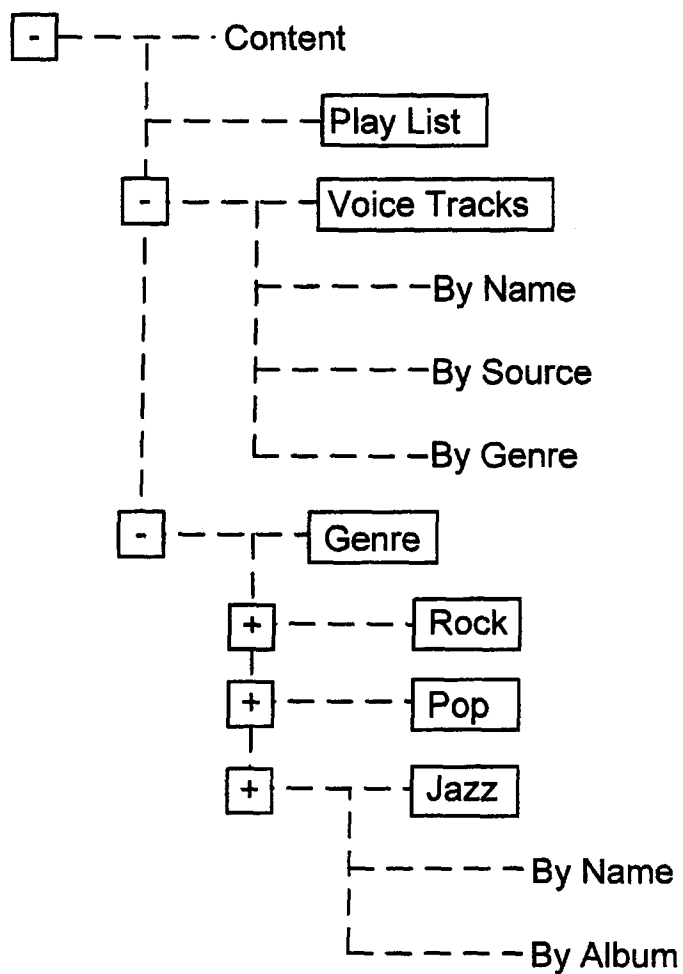 - Content
Play List
- Voice Tracks
By Name
By Source
By Genre
- Genre
+ Rock
+ Pop
+ Jazz
By Name
By Album